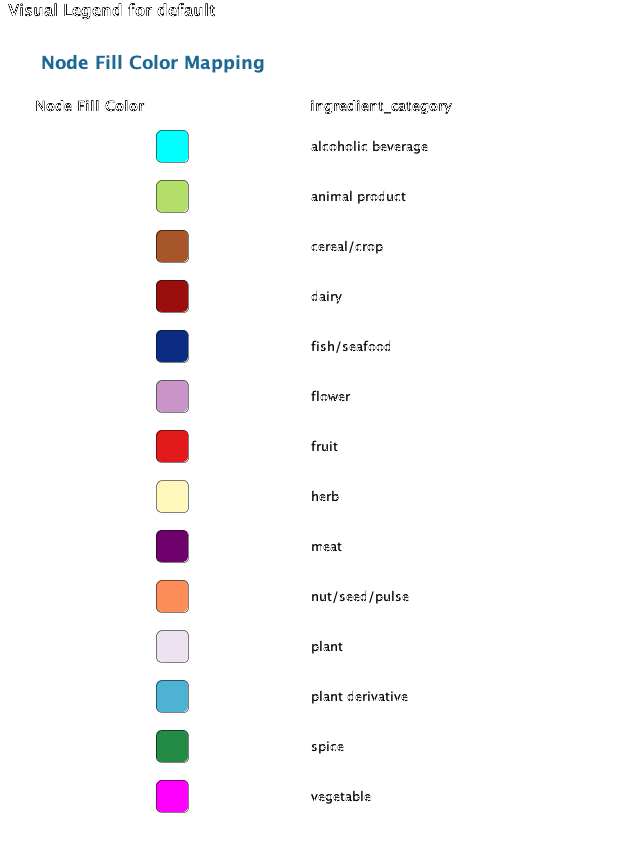 Visual Legend for default
Node Fill Color Mapping
Node Fill Color ingredient_category
alcoholic beverage
animal product
cereal/crop
dairy
fish/seafood
flower
fruit
herb
meat
nut/seed/pulse
plant
plant derivative
spice
vegetable